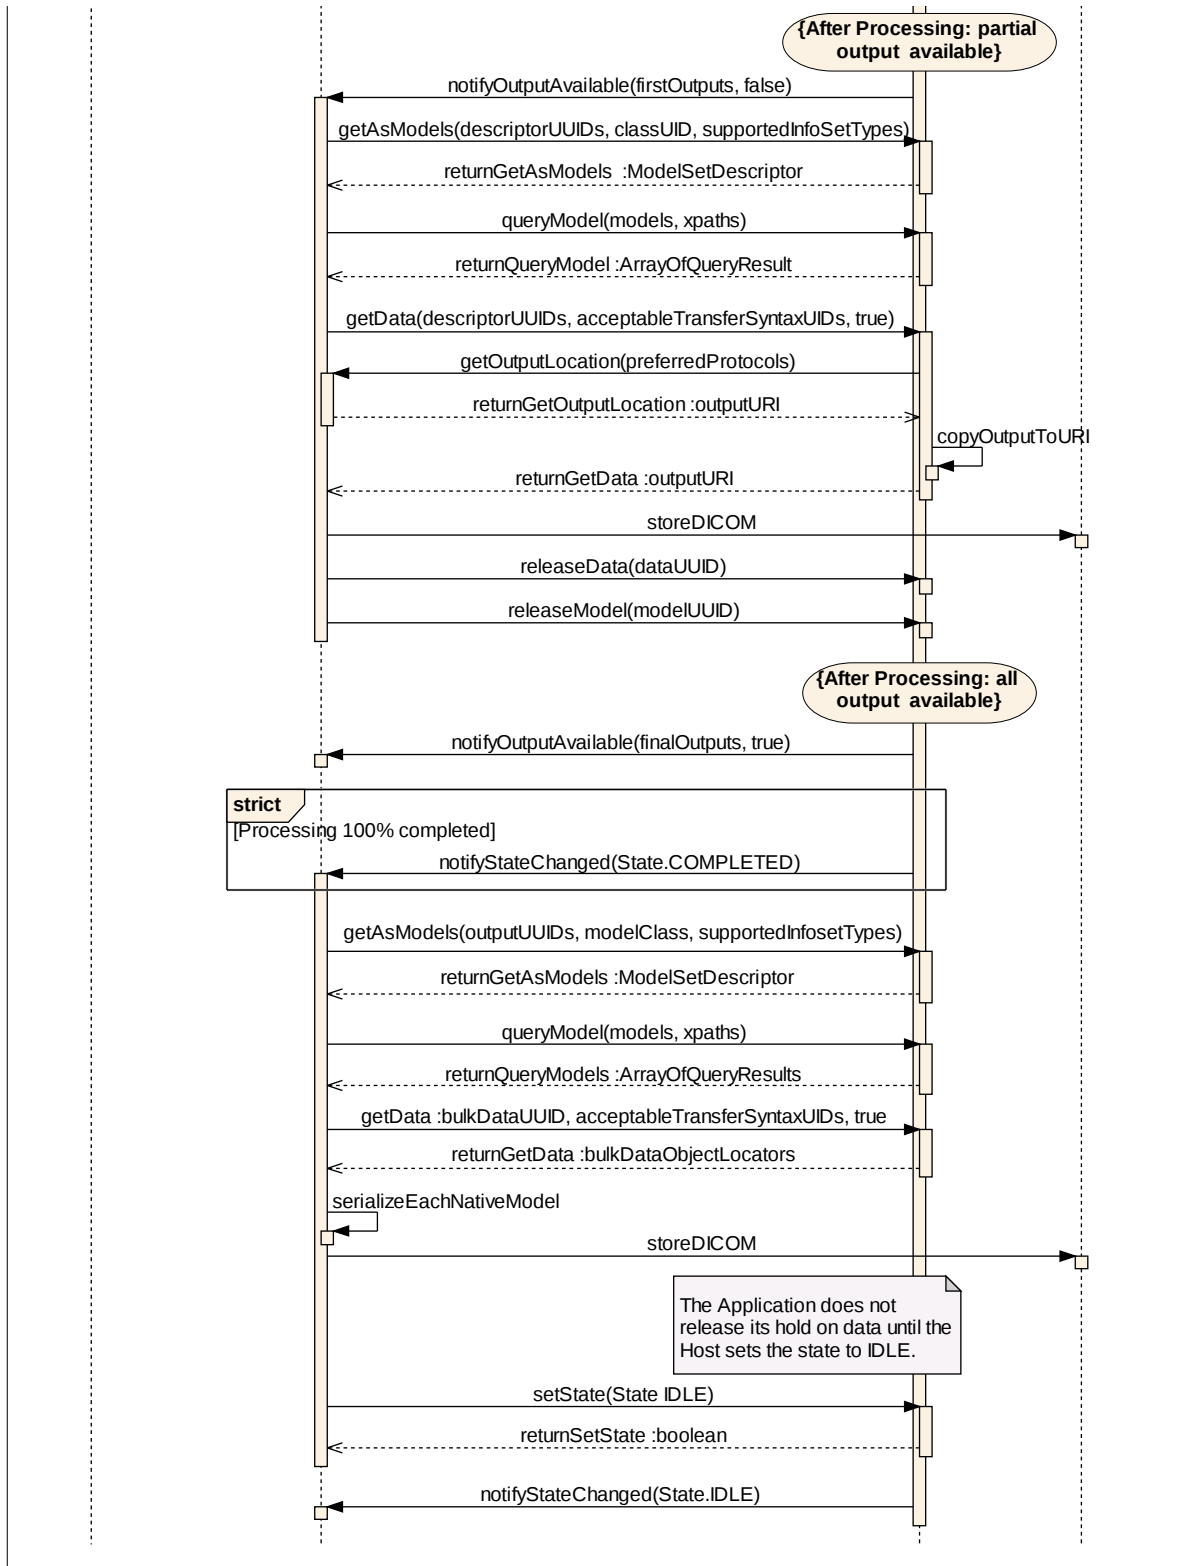 {After Processing: partial
output  available}
notifyOutputAvailable(firstOutputs, false)
getAsModels(descriptorUUIDs, classUID, supportedInfoSetTypes)
returnGetAsModels  :ModelSetDescriptor
queryModel(models, xpaths)
returnQueryModel :ArrayOfQueryResult
getData(descriptorUUIDs, acceptableTransferSyntaxUIDs, true)
getOutputLocation(preferredProtocols)
returnGetOutputLocation :outputURI
copyOutputToURI
returnGetData :outputURI
storeDICOM
releaseData(dataUUID)
releaseModel(modelUUID)
{After Processing: all
output  available}
notifyOutputAvailable(finalOutputs, true)
strict
[Processing 100% completed]
notifyStateChanged(State.COMPLETED)
getAsModels(outputUUIDs, modelClass, supportedInfosetTypes)
returnGetAsModels :ModelSetDescriptor
queryModel(models, xpaths)
returnQueryModels :ArrayOfQueryResults
getData :bulkDataUUID, acceptableTransferSyntaxUIDs, true
returnGetData :bulkDataObjectLocators
serializeEachNativeModel
storeDICOM
The Application does not
release its hold on data until the
Host sets the state to IDLE.
setState(State IDLE)
returnSetState :boolean
notifyStateChanged(State.IDLE)